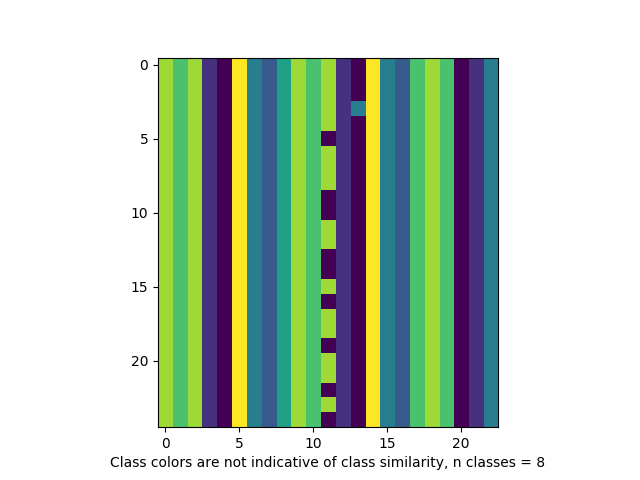 0
5
10
15
20
0 5 10 15 20
Class colors are not indicative of class similarity, n classes = 8